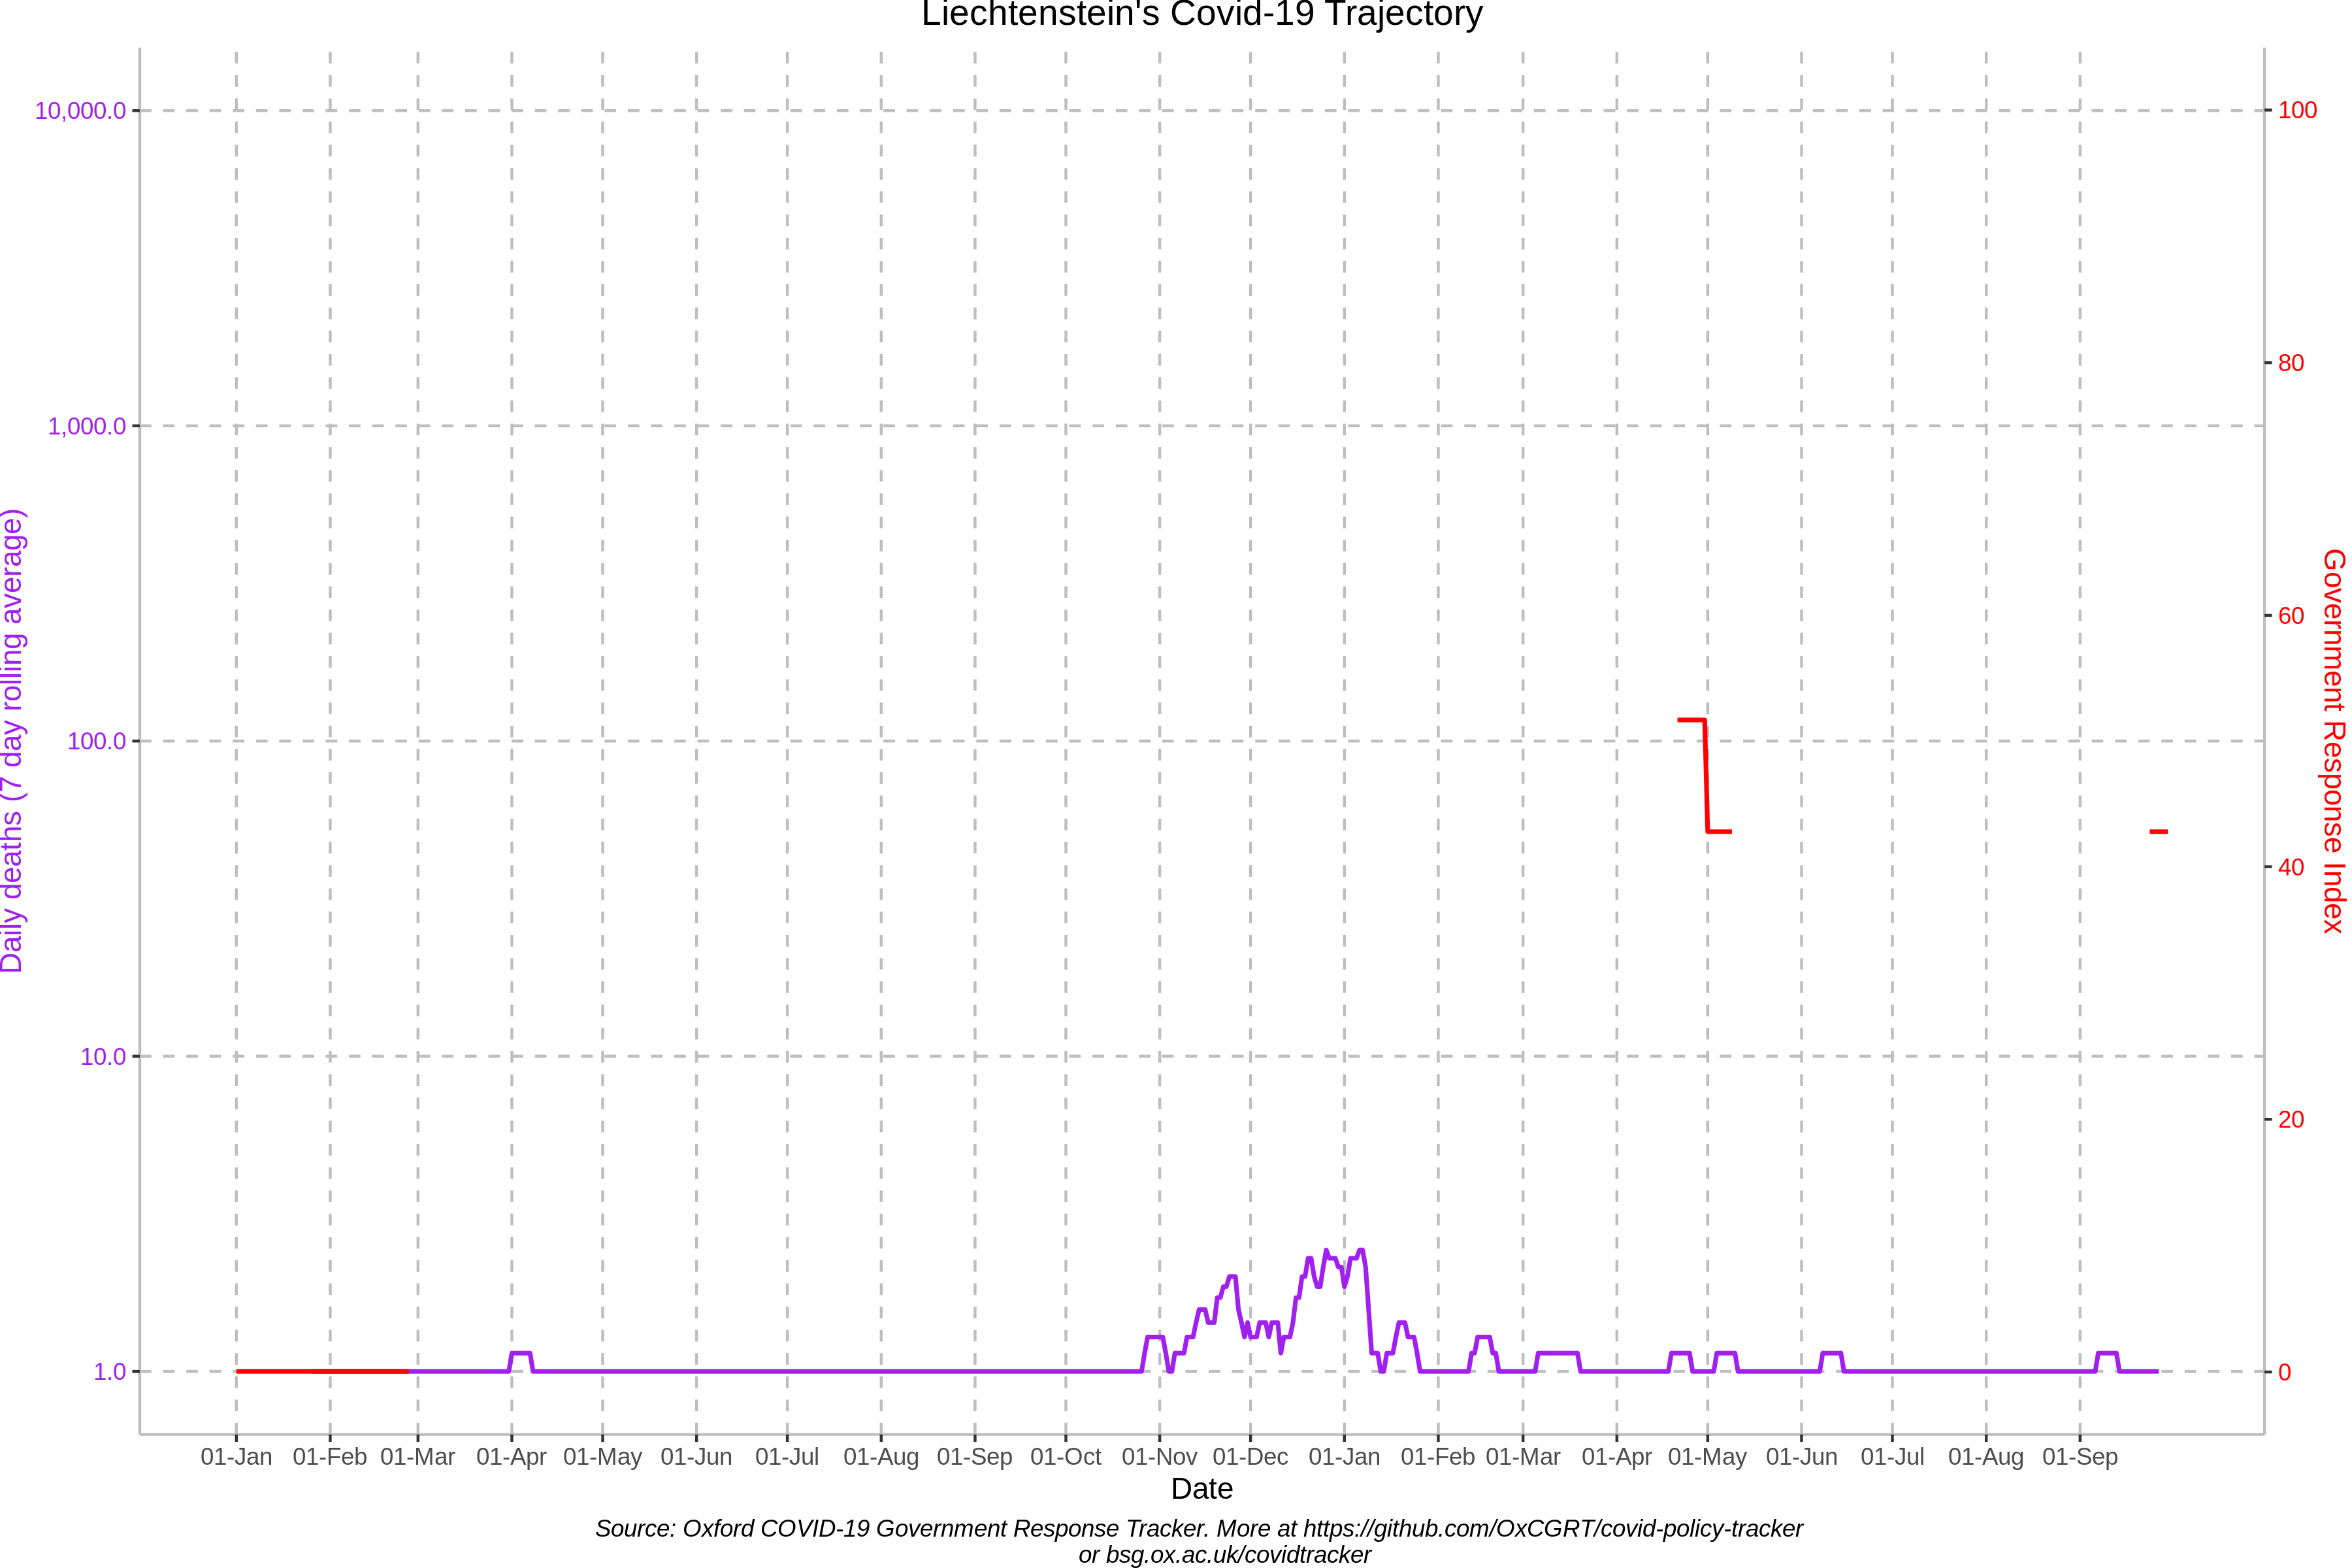 Liechtenstein's Covid-19 Trajectory
10,000.0
1,000.0
100.0
10.0
1.0
Daily deaths (7 day rolling average)
100
80
60
40
20
0
Government Response Index
01-Jan 01-Feb 01-Mar 01-Apr 01-May 01-Jun 01-Jul 01-Aug 01-Sep 01-Oct 01-Nov 01-Dec 01-Jan 01-Feb 01-Mar 01-Apr 01-May 01-Jun 01-Jul 01-Aug 01-Sep
Date
Source: Oxford COVID-19 Government Response Tracker. More at https://github.com/OxCGRT/covid-policy-tracker
or bsg.ox.ac.uk/covidtracker